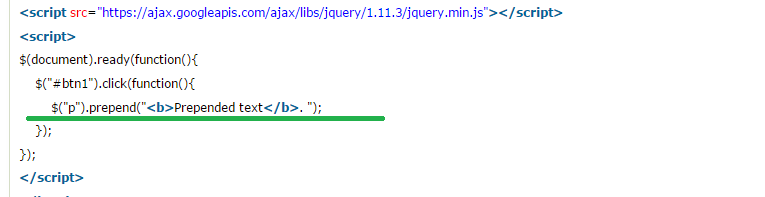 <script src="https://ajax.googleapis.com/ajax/libs/jquery/1.11.3/jquery.min.js"></script>
<script>
$(document).ready(function(){
$("#btn1").click(function(){
$("p").prepend("<b>Prepended text</b>. ");
});
});
</script>